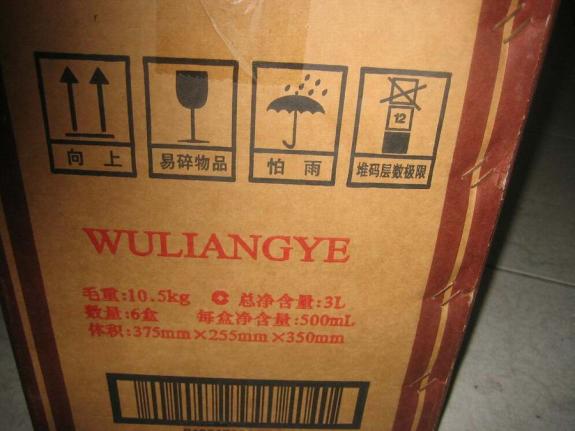 12
向上 易碎物品 怕雨 堆码层数极限
WULIANGYE
毛重:10.5kg 总净含量:3L
数量:6盒 每盒净含量:500mL
体积:375mm×255mm×350mm